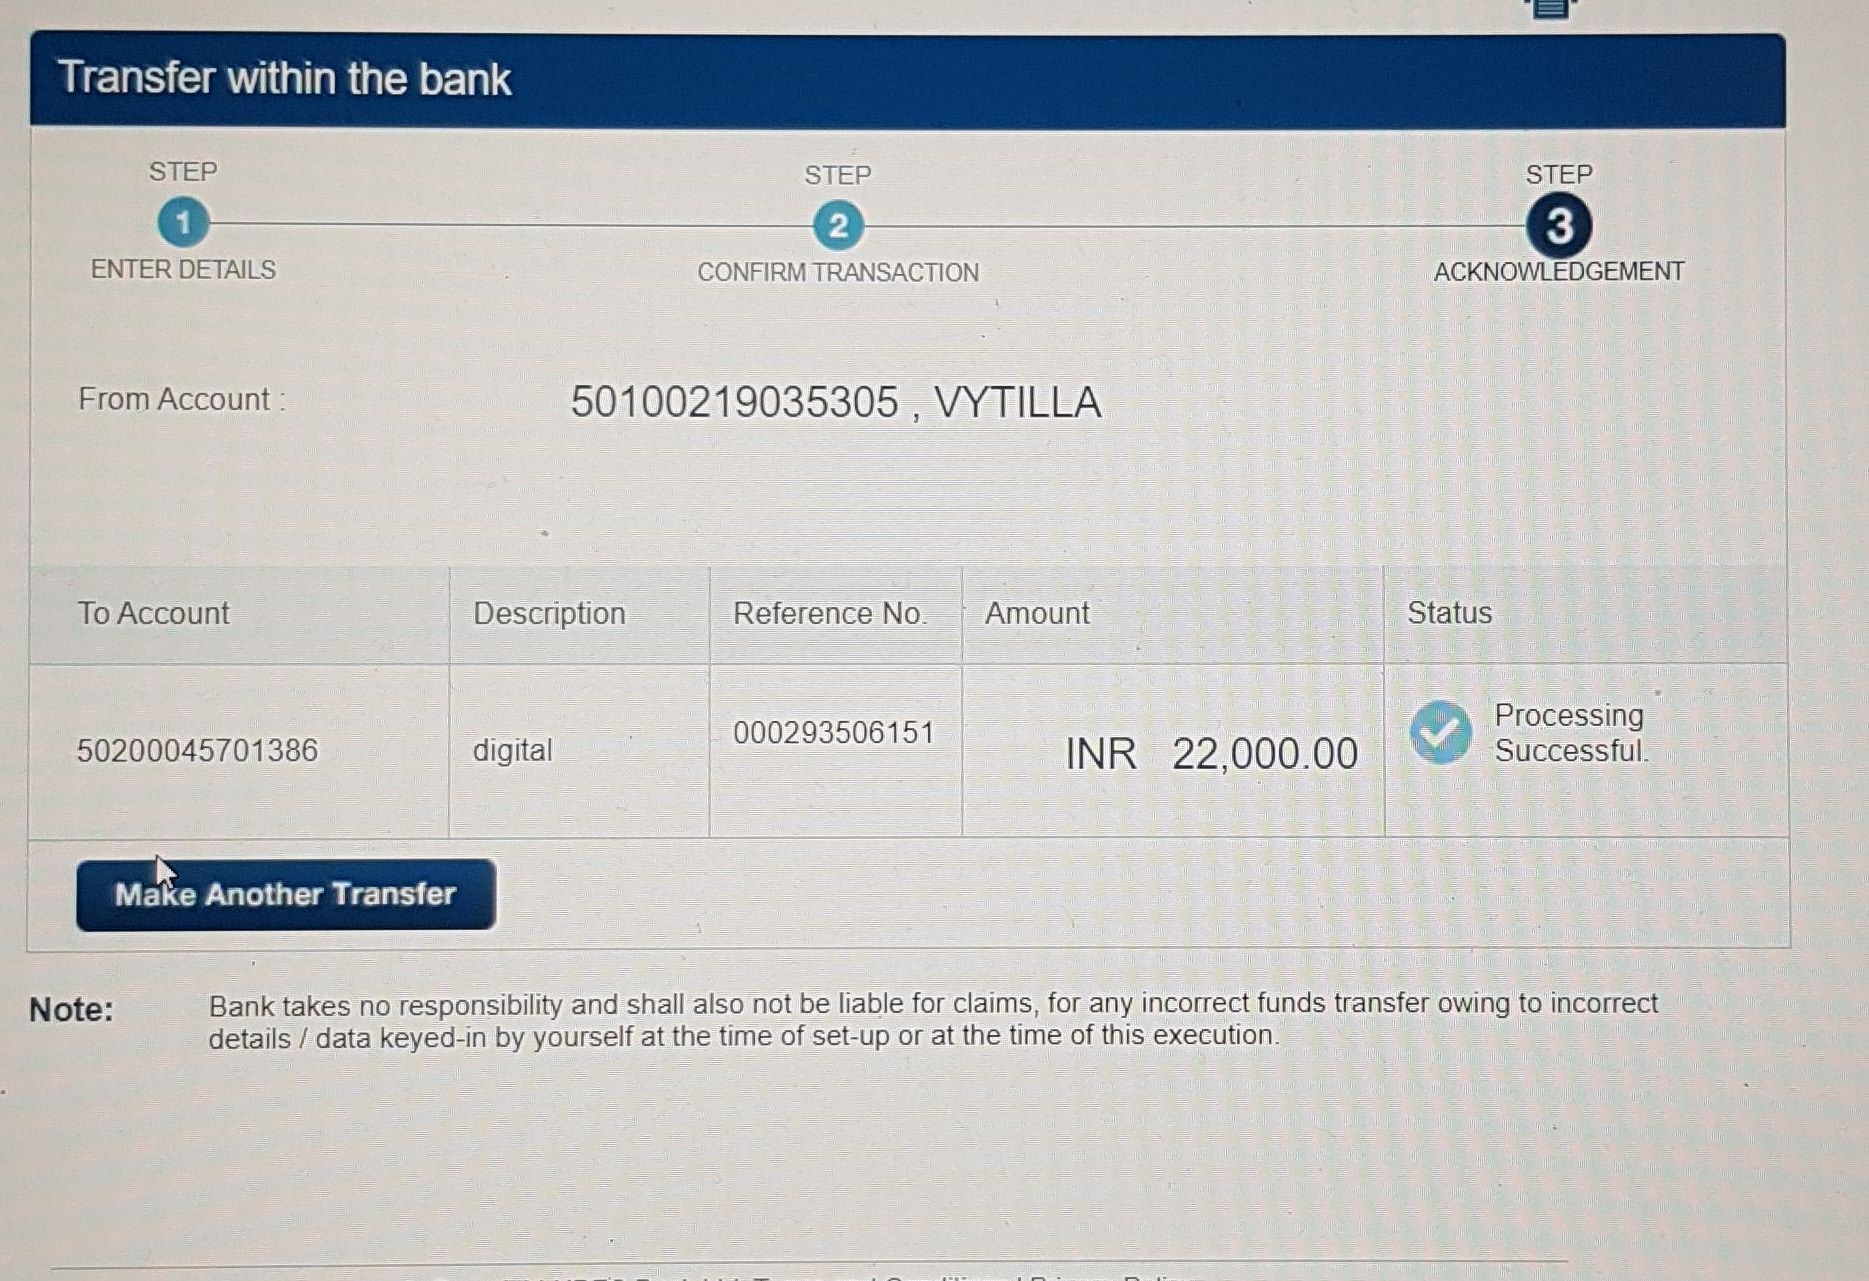 Transfer within the bank
STEP STEP STEP
1 2 3
ENTER DETAILS CONFIRM TRANSACTION ACKNOWLEDGEMENT
From Account : 50100219035305 , VYTILLA
To Account Description Reference No. Amount Status
50200045701386 digital 000293506151 INR 22,000.00 Processing
Successful.
Make Another Transfer
Note: Bank takes no responsibility and shall also not be liable for claims, for any incorrect funds transfer owing to incorrect
details / data keyed-in by yourself at the time of set-up or at the time of this execution.